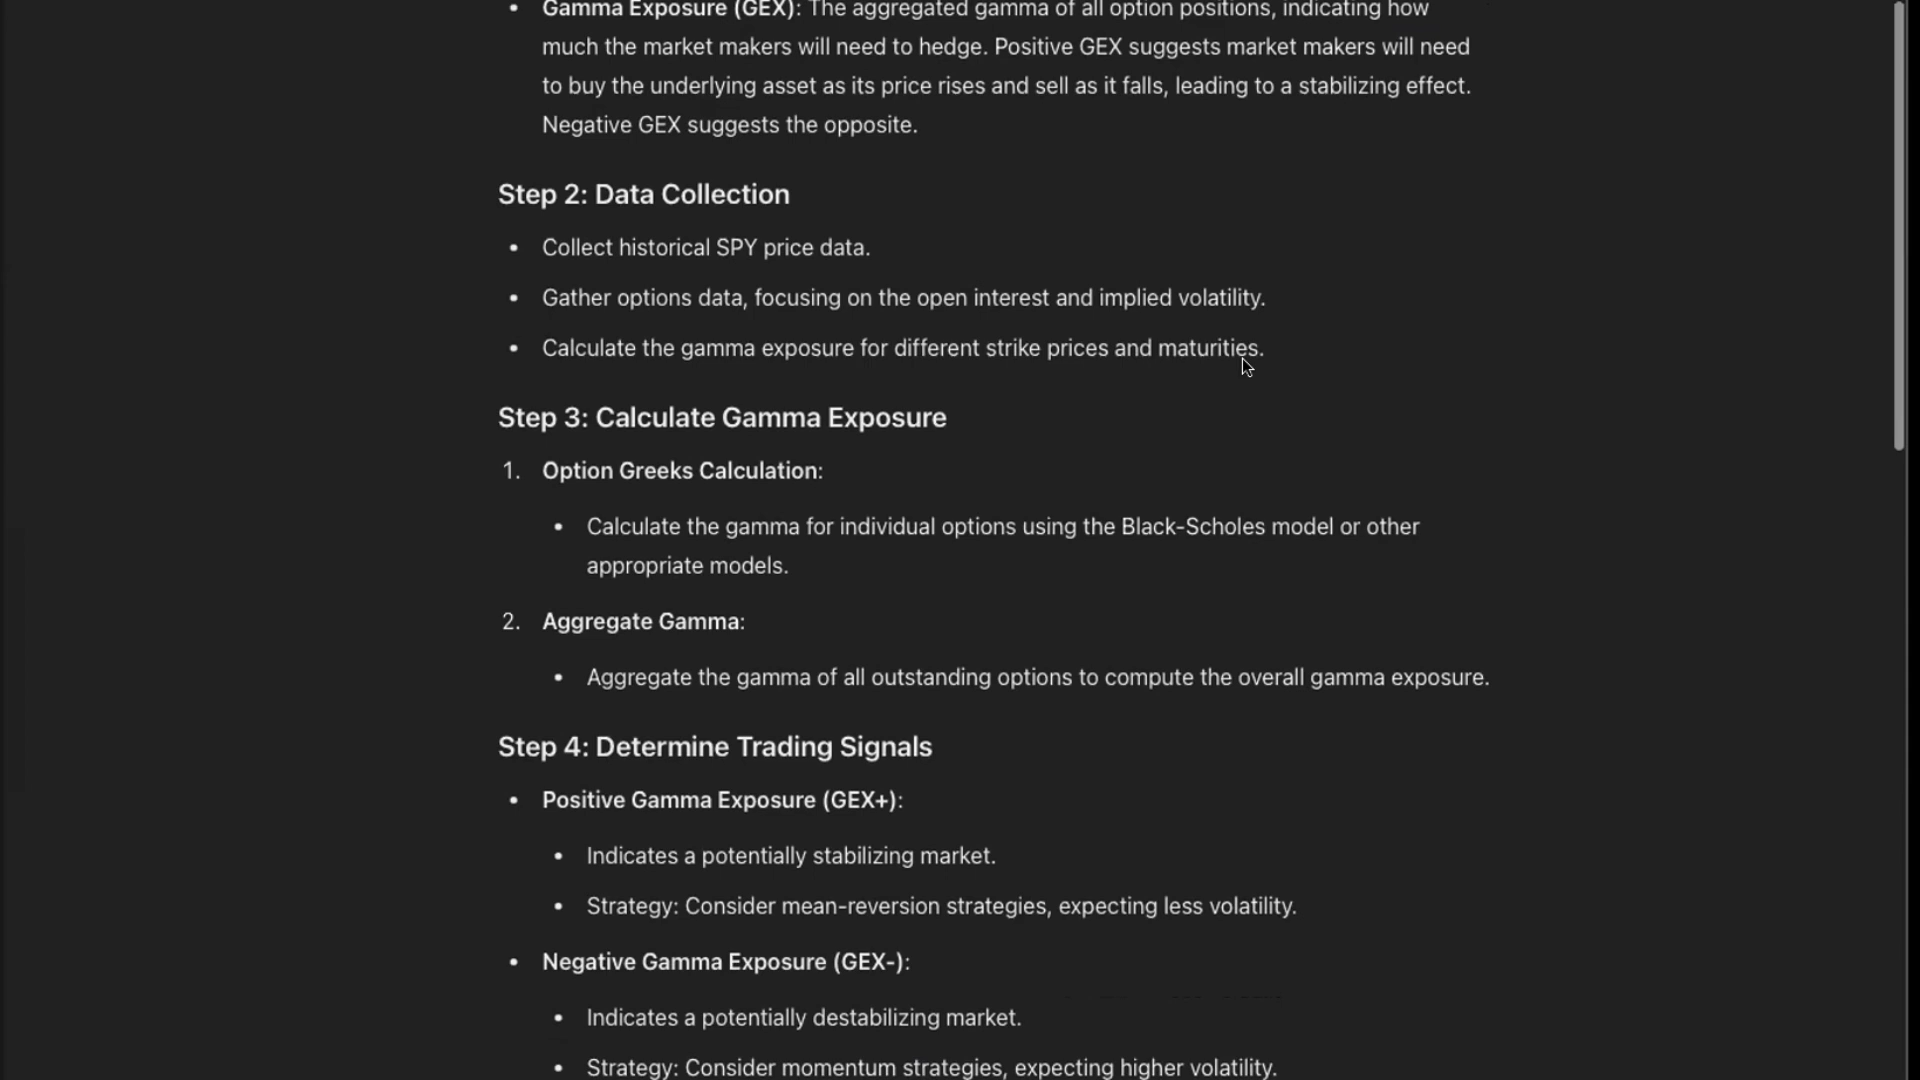 • Gamma Exposure (GEX): The aggregated gamma of all option positions, indicating how
much the market makers will need to hedge. Positive GEX suggests market makers will need
to buy the underlying asset as its price rises and sell as it falls, leading to a stabilizing effect.
Negative GEX suggests the opposite.
Step 2: Data Collection
• Collect historical SPY price data.
• Gather options data, focusing on the open interest and implied volatility.
• Calculate the gamma exposure for different strike prices and maturities.
Step 3: Calculate Gamma Exposure
1. Option Greeks Calculation:
• Calculate the gamma for individual options using the Black-Scholes model or other
appropriate models.
2. Aggregate Gamma:
• Aggregate the gamma of all outstanding options to compute the overall gamma exposure.
Step 4: Determine Trading Signals
• Positive Gamma Exposure (GEX+):
• Indicates a potentially stabilizing market.
• Strategy: Consider mean-reversion strategies, expecting less volatility.
• Negative Gamma Exposure (GEX-):
• Indicates a potentially destabilizing market.
• Strategy: Consider momentum strategies, expecting higher volatility.